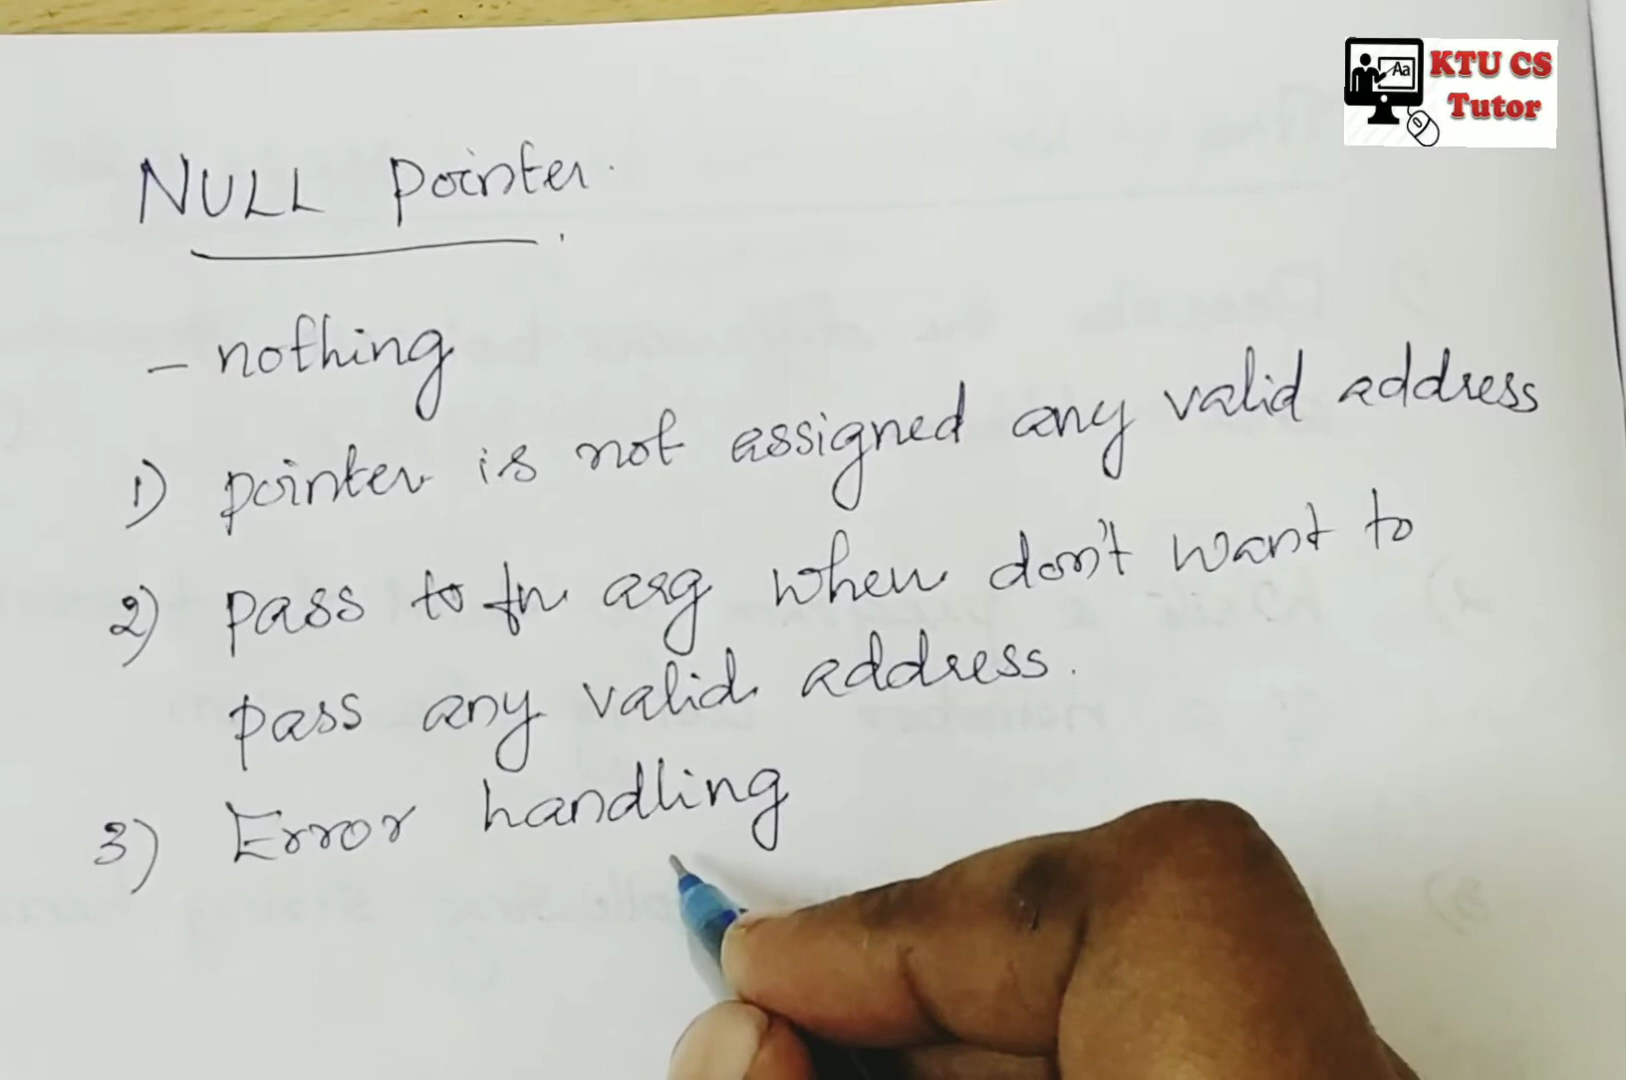 KTU CS
Tutor
Aa
NULL Pointer.
- nothing
1) pointer is not assigned any valid address
2) pass to fn arg when don't want to
pass any valid address.
3) Error handling